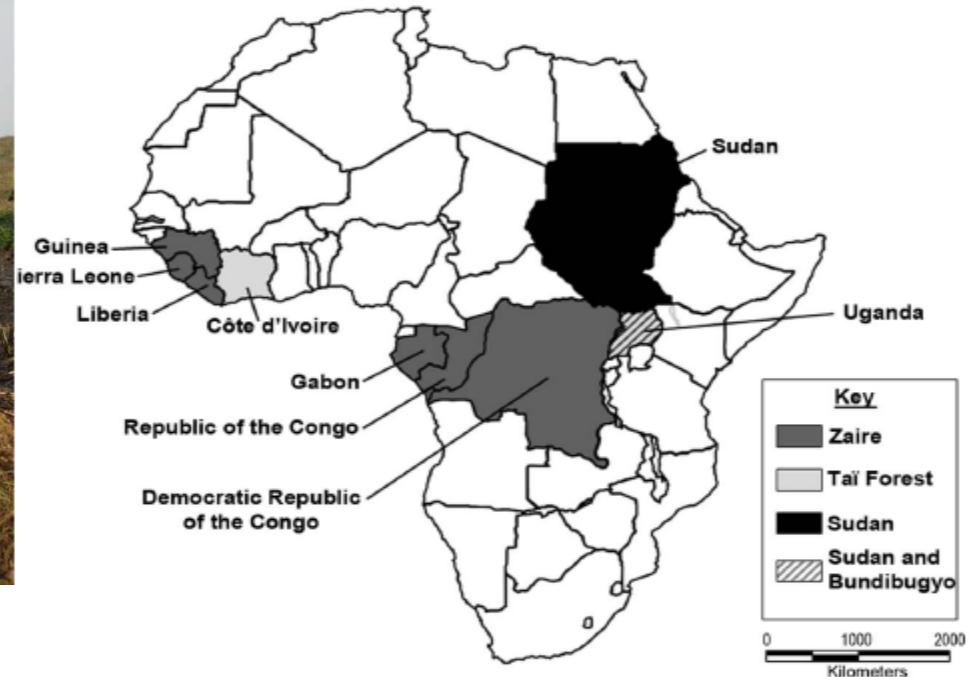 Sudan
Guinea
ierra Leone
Liberia
Côte d'Ivoire
Uganda
Gabon
Republic of the Congo
Democratic Republic
of the Congo
Key
Zaire
Taï Forest
Sudan
Sudan and
Bundibugyo
0 1000 2000
Kilometers